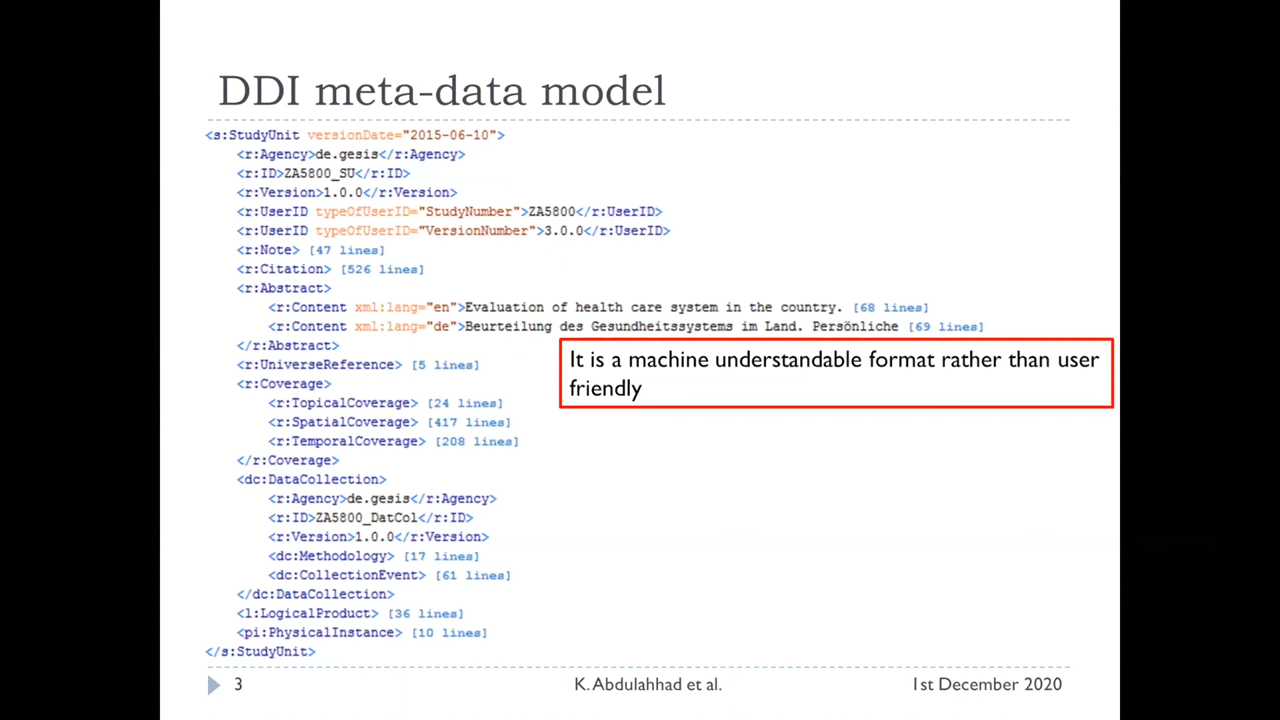 DDI meta-data model
<s:StudyUnit versionDate="2015-06-10">
<r:Agency>de.gesis</r:Agency>
<r:ID>ZA5800_SU</r:ID>
<r:Version>1.0.0</r:Version>
<r:UserID typeOfUserID="StudyNumber">ZA5800</r:UserID>
<r:UserID typeOfUserID="VersionNumber">3.0.0</r:UserID>
<r:Note> [47 lines]
<r:Citation> [526 lines]
<r:Abstract>
<r:Content xml:lang="en">Evaluation of health care system in the country. [68 lines]
<r:Content xml:lang="de">Beurteilung des Gesundheitssystems im Land. Persönliche [69 lines]
</r:Abstract>
It is a machine understandable format rather than user
friendly
<r:UniverseReference> [5 lines]
<r:Coverage>
<r:TopicalCoverage> [24 lines]
<r:SpatialCoverage> [417 lines]
<r:TemporalCoverage> [208 lines]
</r:Coverage>
<dc:DataCollection>
<r:Agency>de.gesis</r:Agency>
<r:ID>ZA5800_DatCol</r:ID>
<r:Version>1.0.0</r:Version>
<dc:Methodology> [17 lines]
<dc:CollectionEvent> [61 lines]
</dc:DataCollection>
<l:LogicalProduct> [36 lines]
<pi:PhysicalInstance> [10 lines]
</s:StudyUnit>
3 K. Abdulahhad et al. 1st December 2020